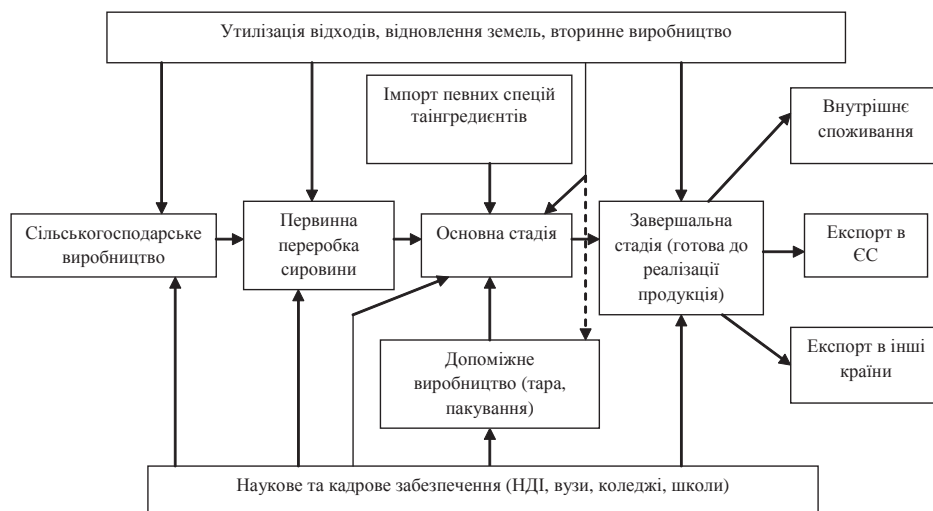 Утилізація відходів, відновлення земель, вторинне виробництво
Імпорт певних спецій
таінгредиєнтів
Внутрішнє
споживання
Сільськогосподарське
виробництво
Первинна
переробка
сировини
Основна стадія
Завершальна
стадія (готова до
реалізації
продукція)
Експорт в
ЄС
Допоміжне
виробництво (тара,
пакування)
Експорт в інші
країни
Наукове та кадрове забезпечення (НДІ, вузи, коледжі, школи)